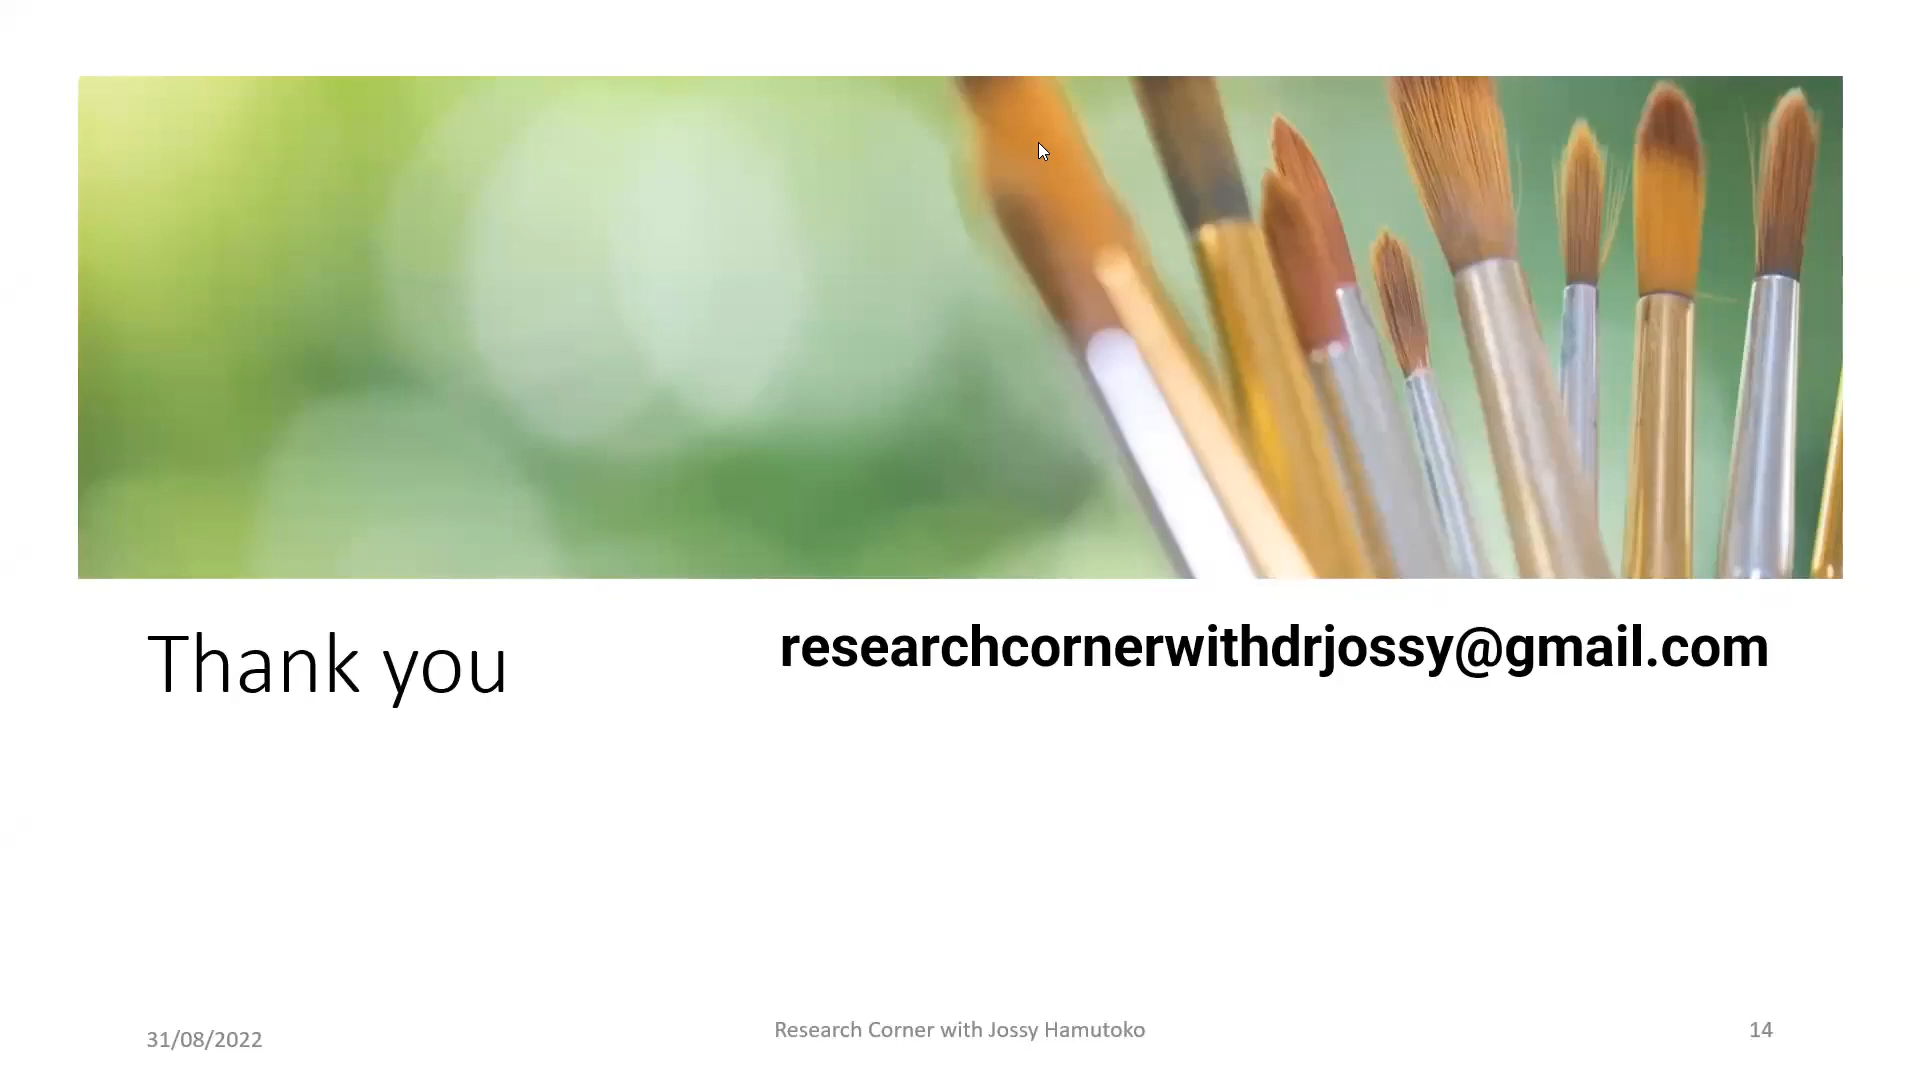 Thank you
researchcornerwithdrjossy@gmail.com
31/08/2022
Research Corner with Jossy Hamutoko
14